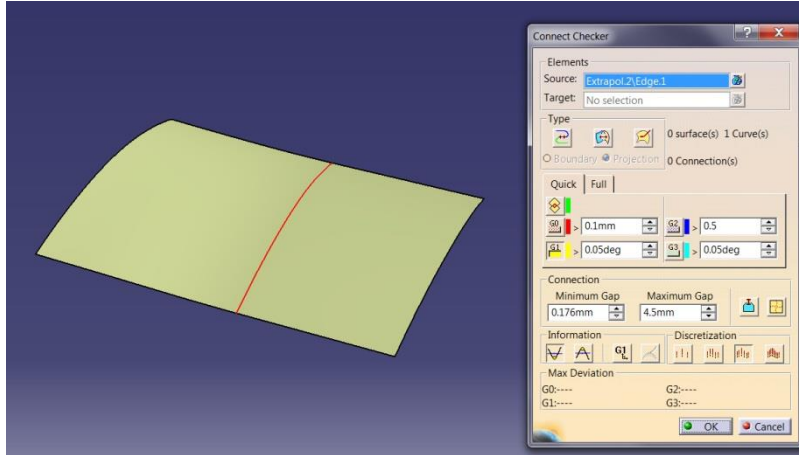 Connect Checker
Elements
Source: Extrapol.2\Edge.1
Target: No selection
Type
0 surface(s) 1 Curve(s)
Boundary Projection
0 Connection(s)
Quick Full
G0 > 0.1mm G2 > 0.5
G1 > 0.05deg G3 > 0.05deg
Connection
Minimum Gap Maximum Gap
0.176mm 4.5mm
Information Discretization
G1
Max Deviation
G0:---- G2:----
G1:---- G3:----
OK Cancel